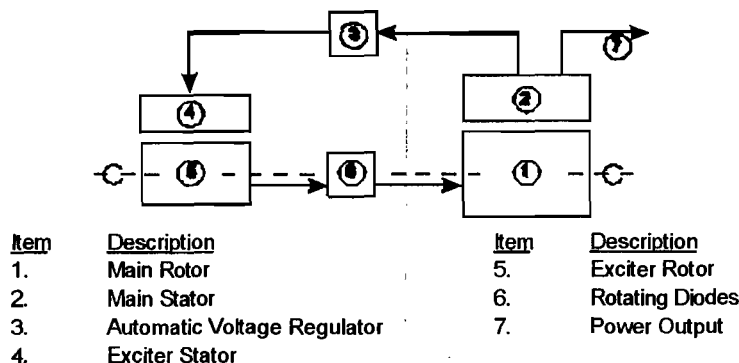 3
7
2
4
5
6
1
Item Description Item Description
1. Main Rotor 5. Exciter Rotor
2. Main Stator 6. Rotating Diodes
3. Automatic Voltage Regulator 7. Power Output
4. Exciter Stator